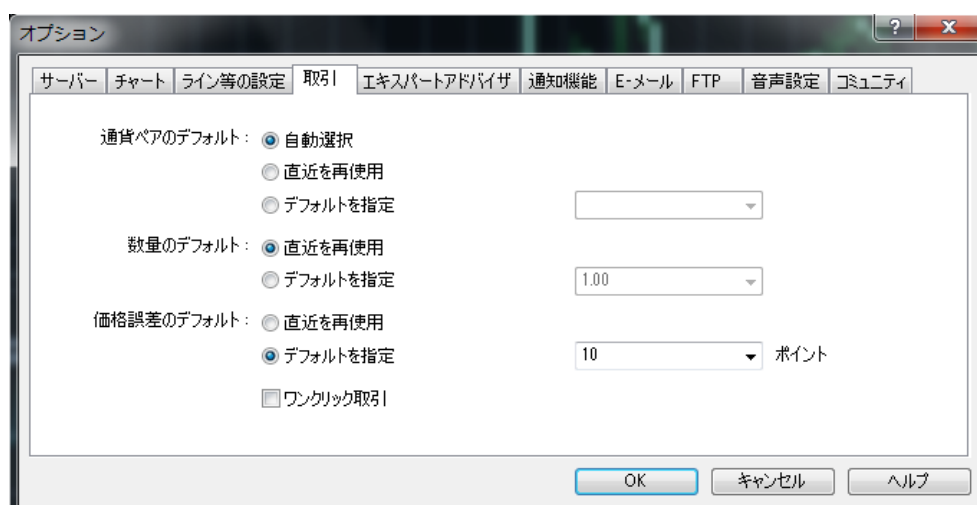 オプション
サーバー チャート ライン等の設定 取引 エキスパートアドバイザ 通知機能 E-メール FTP 音声設定 コミュニティ
通貨ペアのデフォルト: 自動選択
直近を再使用
デフォルトを指定
数量のデフォルト: 直近を再使用
デフォルトを指定 1.00
価格誤差のデフォルト: 直近を再使用
デフォルトを指定 10 ポイント
ワンクリック取引
OK キャンセル ヘルプ